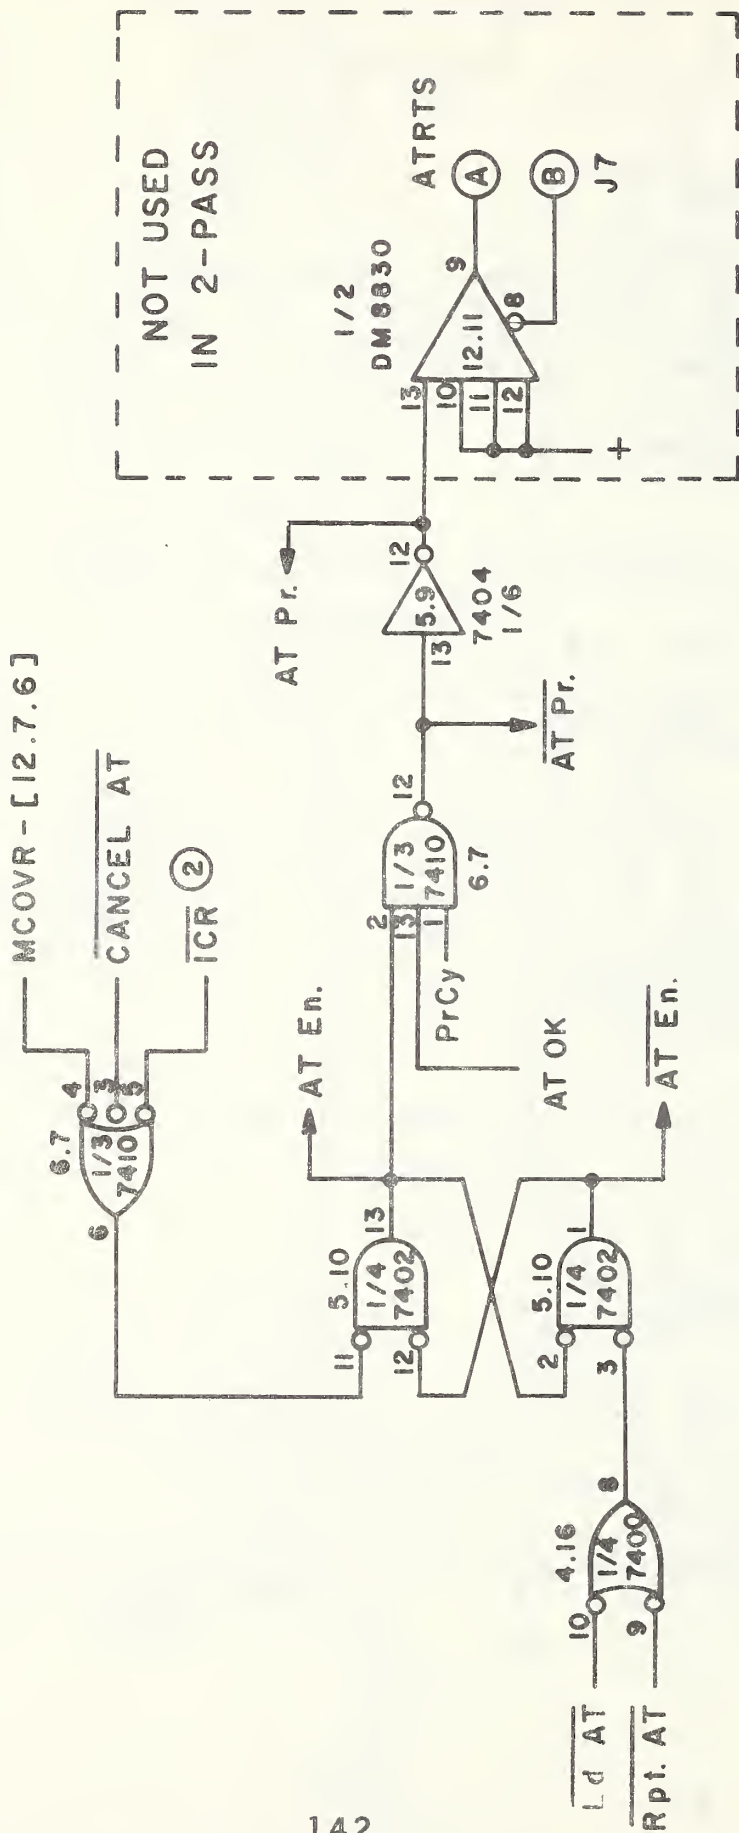 MCOVR-[12.7.6]
CANCEL AT
ICR ②
6.7
1/3
7410
4
3
5
6
AT En.
5.10
1/4
7402
11
12
13
5.10
1/4
7402
2
3
1
AT En.
4.16
1/4
7400
10
9
8
Ld AT
Rpt. AT
PrCy
AT OK
2
13
1
1/3
7410
6.7
12
AT Pr.
AT Pr.
13
5.9
12
7404
1/6
NOT USED
IN 2-PASS
1/2
DM8830
13
10
11
12
12.11
9
8
ATRTS
A
B
J7
+
142